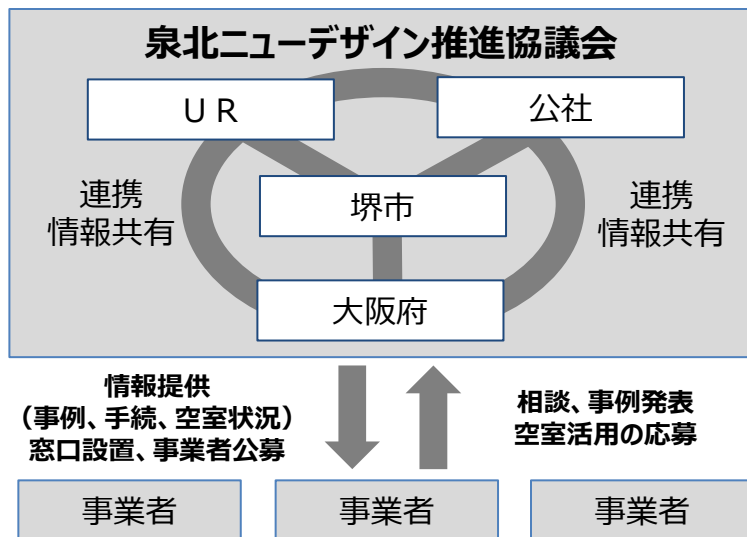 泉北ニューデザイン推進協議会
ＵＲ
公社
連携
情報共有
堺市
連携
情報共有
大阪府
情報提供
（事例、手続、空室状況）
窓口設置、事業者公募
相談、事例発表
空室活用の応募
事業者
事業者
事業者